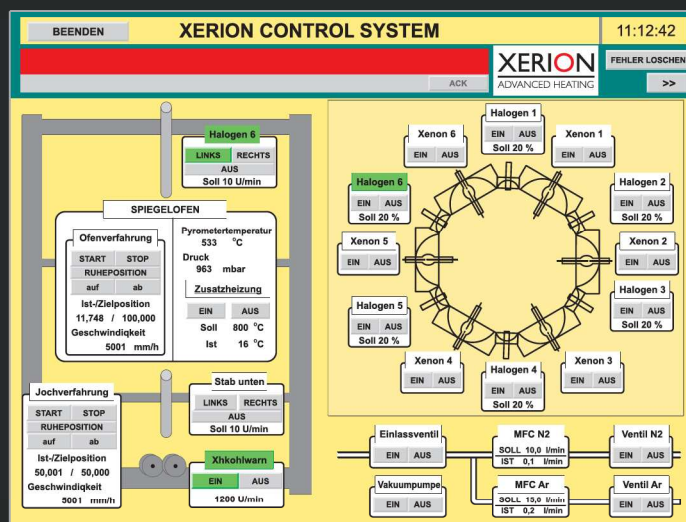 BEENDEN
XERION CONTROL SYSTEM
11:12:42
XERION
ADVANCED HEATING
FEHLER LOSCHEN
ACK
>>
Halogen 6
LINKS RECHTS
AUS
Soll 10 U/min
SPIEGELOFEN
Ofenverfahrung
START STOP
RUHEPOSITION
auf ab
Ist-/Zielposition
11,748 / 100,000
Geschwindiqkeit
5001 mm/h
Pyrometertemperatur
533 °C
Druck
963 mbar
Zusatzheizung
EIN AUS
Soll 800 °C
Ist 16 °C
Jochverfahrung
START STOP
RUHEPOSITION
auf ab
Ist-/Zielposition
50,001 / 50,000
Geschwindiqkeit
5001 mm/h
Stab unten
LINKS RECHTS
AUS
Soll 10 U/min
Xhkohlwarn
EIN AUS
1200 U/min
Halogen 1
EIN AUS
Soll 20 %
Xenon 6
EIN AUS
Xenon 1
EIN AUS
Halogen 6
EIN AUS
Soll 20 %
Halogen 2
EIN AUS
Soll 20 %
Xenon 5
EIN AUS
Xenon 2
EIN AUS
Halogen 5
EIN AUS
Soll 20 %
Halogen 3
EIN AUS
Soll 20 %
Xenon 4
EIN AUS
Halogen 4
EIN AUS
Soll 20 %
Xenon 3
EIN AUS
Einlassventil
EIN AUS
MFC N2
SOLL 10,0 l/min
IST 0,1 l/min
Ventil N2
EIN AUS
Vakuumpumpe
EIN AUS
MFC Ar
SOLL 15,0 l/min
IST 0,2 l/min
Ventil Ar
EIN AUS